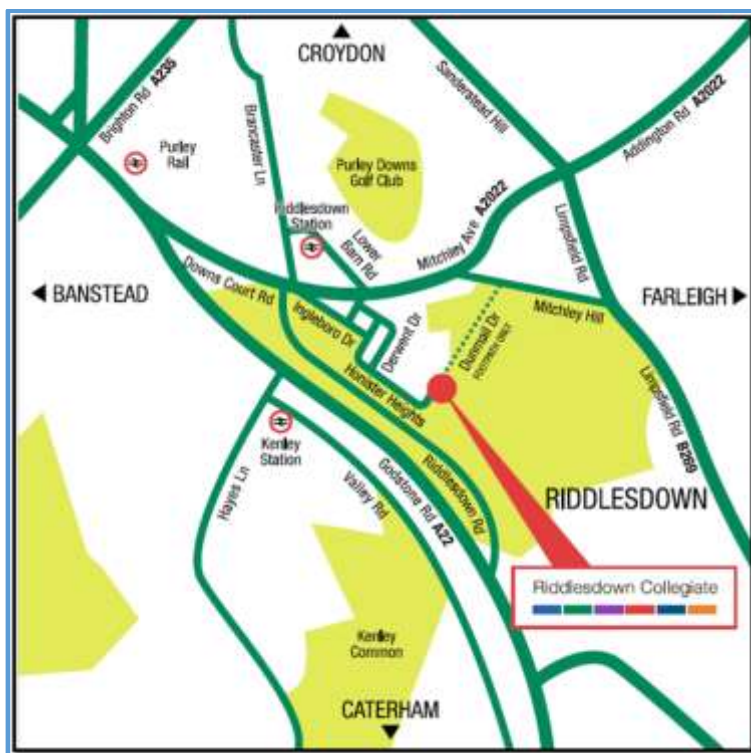 CROYDON
Brighton Rd A235
Brancaster Ln
Sanderstead Hill
Addington Rd A2022
Purley
Rail
Purley Downs
Golf Club
Riddlesdown
Station
Lower
Barn Rd
Mitchley Ave A2022
Limpsfield Rd
BANSTEAD
Downs Court Rd
FARLEIGH
Ingleboro Dr
Derwent Dr
Mitchley Hill
Dunmail Dr
FOOTPATH ONLY
Honister Heights
Limpsfield Rd B269
Kenley
Station
Hayes Ln
Valley Rd
Godstone Rd A22
Riddlesdown Rd
RIDDLESDOWN
Riddlesdown Collegiate
Kenley
Common
CATERHAM